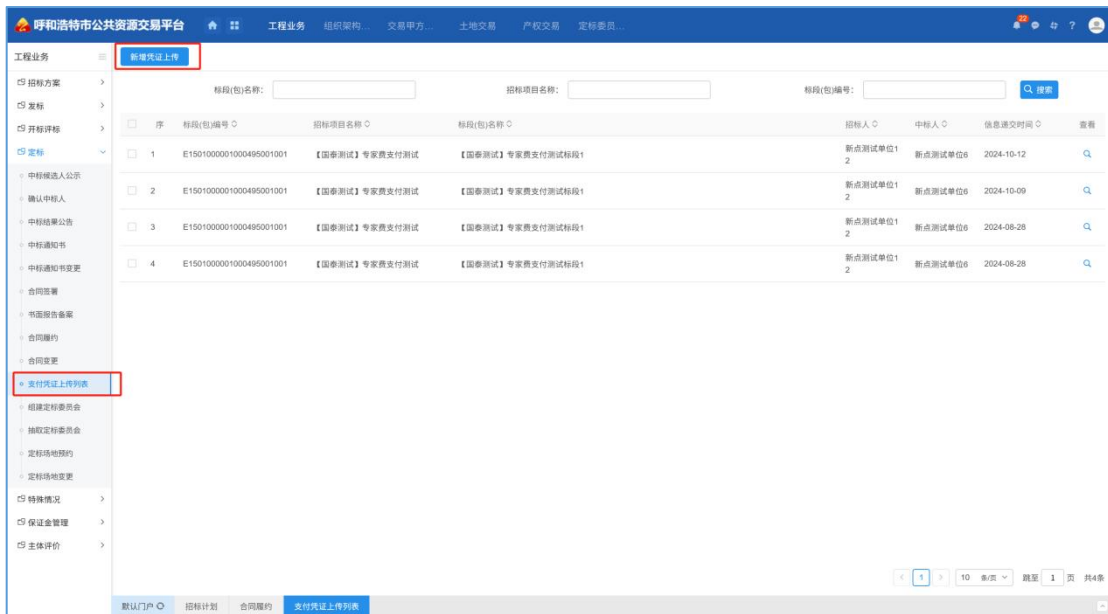 呼和浩特市公共资源交易平台
工程业务 组织架构... 交易甲方... 土地交易 产权交易 定标委员...
22
?
工程业务
新增凭证上传
招标方案
发标
开标评标
定标
中标候选人公示
确认中标人
中标结果公告
中标通知书
中标通知书变更
合同签署
书面报告备案
合同履约
合同变更
支付凭证上传列表
组建定标委员会
抽取定标委员会
定标场地预约
定标场地变更
特殊情况
保证金管理
主体评价
标段(包)名称: 招标项目名称: 标段(包)编号: 搜索
序 标段(包)编号 招标项目名称 标段(包)名称 招标人 中标人 信息递交时间 查看
1 E1501000001000495001001 【国泰测试】专家费支付测试 【国泰测试】专家费支付测试标段1 新点测试单位12 新点测试单位6 2024-10-12
2 E1501000001000495001001 【国泰测试】专家费支付测试 【国泰测试】专家费支付测试标段1 新点测试单位12 新点测试单位6 2024-10-09
3 E1501000001000495001001 【国泰测试】专家费支付测试 【国泰测试】专家费支付测试标段1 新点测试单位12 新点测试单位6 2024-08-28
4 E1501000001000495001001 【国泰测试】专家费支付测试 【国泰测试】专家费支付测试标段1 新点测试单位12 新点测试单位6 2024-08-28
1 10 条/页 跳至 1 页 共4条
默认门户 招标计划 合同履约 支付凭证上传列表